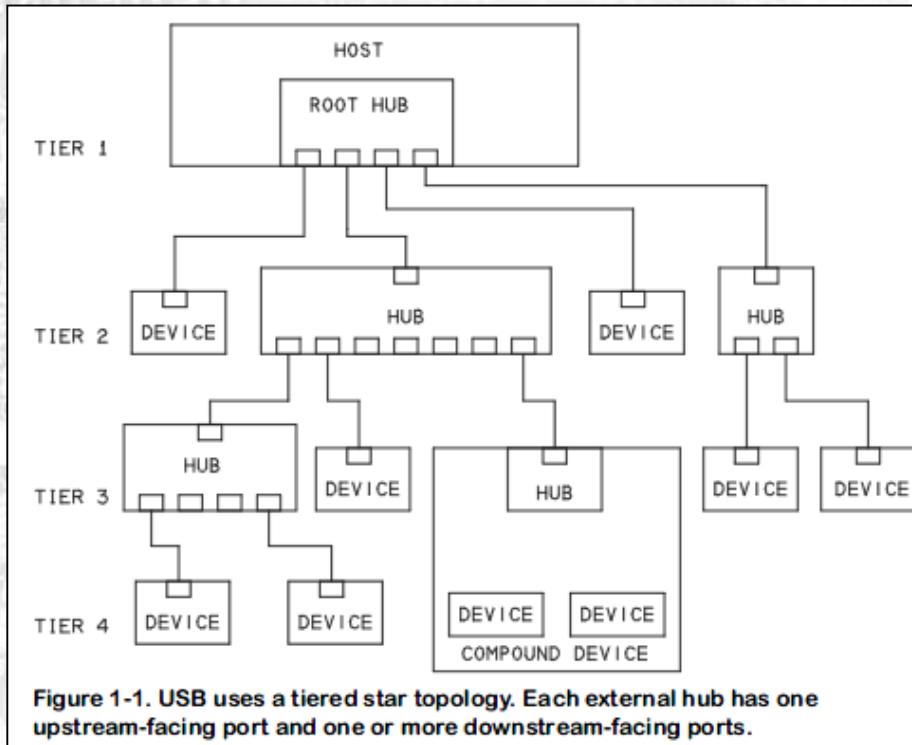 HOST
ROOT HUB
TIER 1
TIER 2
DEVICE
HUB
DEVICE
HUB
TIER 3
HUB
DEVICE
HUB
DEVICE
DEVICE
TIER 4
DEVICE
DEVICE
DEVICE
DEVICE
COMPOUND DEVICE
Figure 1-1. USB uses a tiered star topology. Each external hub has one
upstream-facing port and one or more downstream-facing ports.